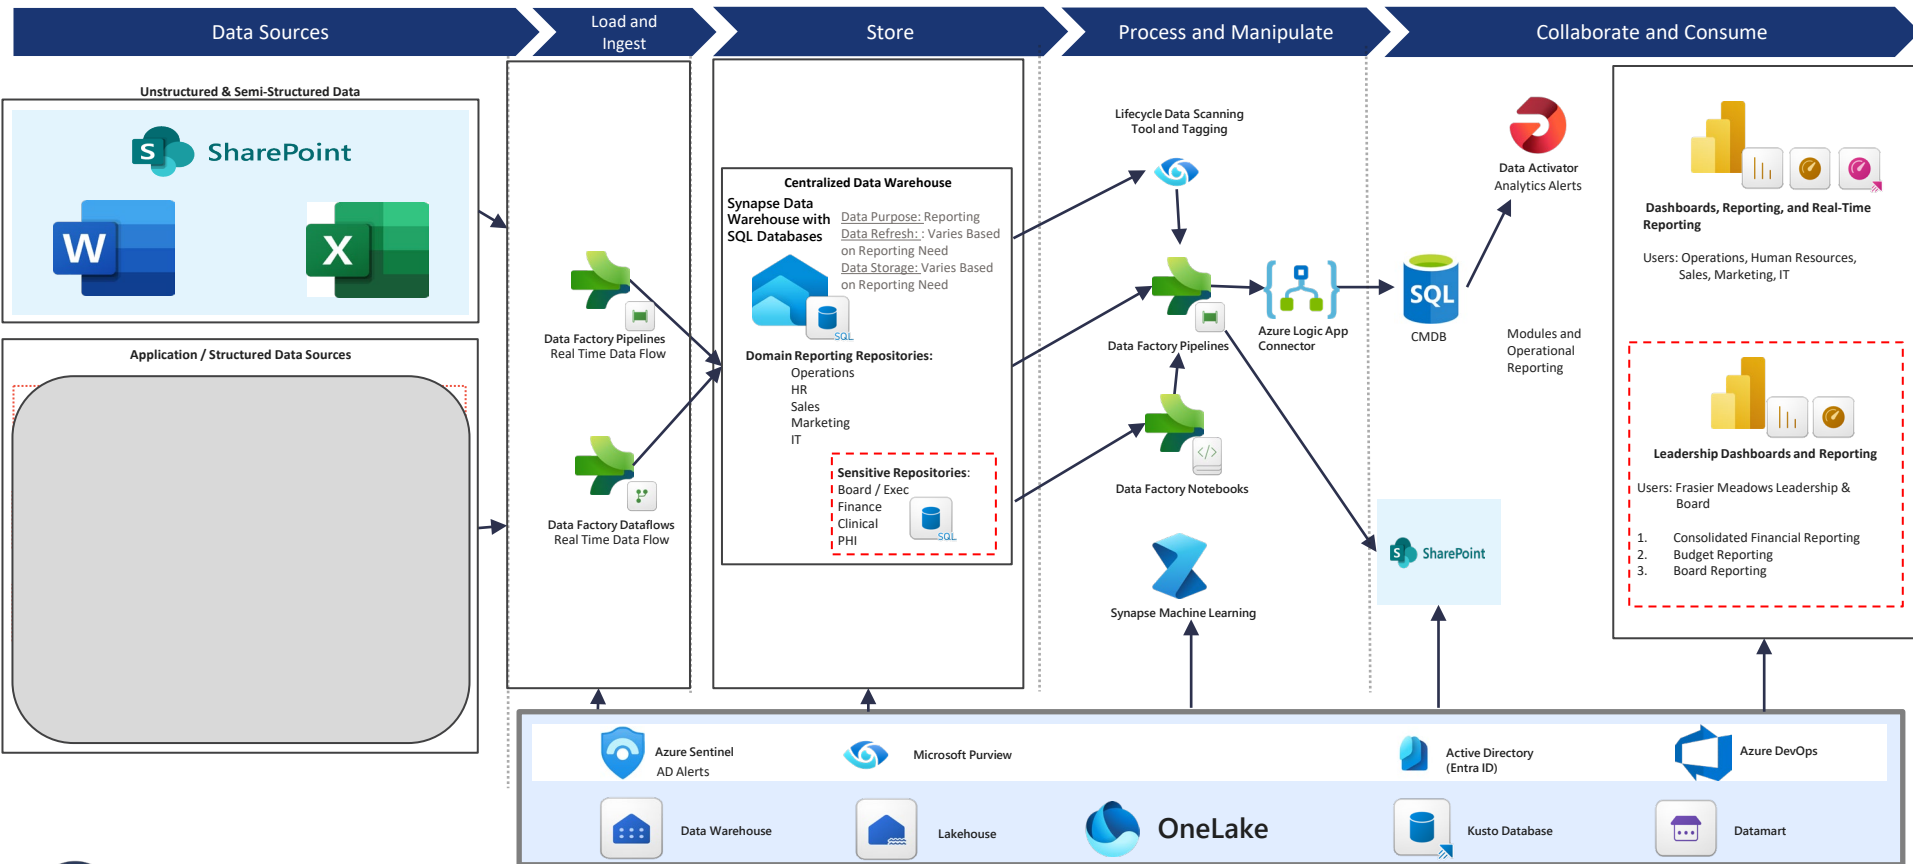 Data Sources
Load and
Ingest
Store
Process and Manipulate
Collaborate and Consume
Unstructured & Semi-Structured Data
S
SharePoint
W
X
Application / Structured Data Sources
Data Factory Pipelines
Real Time Data Flow
Data Factory Dataflows
Real Time Data Flow
Centralized Data Warehouse
Synapse Data
Warehouse with
SQL Databases
Data Purpose: Reporting
Data Refresh: : Varies Based
on Reporting Need
Data Storage: Varies Based
on Reporting Need
SQL
Domain Reporting Repositories:
Operations
HR
Sales
Marketing
IT
Sensitive Repositories:
Board / Exec
Finance
Clinical
PHI
SQL
Lifecycle Data Scanning
Tool and Tagging
Data Factory Pipelines
Azure Logic App
Connector
</>
Data Factory Notebooks
Synapse Machine Learning
SQL
CMDB
Data Activator
Analytics Alerts
Modules and
Operational
Reporting
S
SharePoint
Dashboards, Reporting, and Real-Time
Reporting
Users: Operations, Human Resources,
Sales, Marketing, IT
Leadership Dashboards and Reporting
Users: Frasier Meadows Leadership &
Board
1. Consolidated Financial Reporting
2. Budget Reporting
3. Board Reporting
Azure Sentinel
AD Alerts
Microsoft Purview
Active Directory
(Entra ID)
Azure DevOps
Data Warehouse
Lakehouse
OneLake
Kusto Database
Datamart